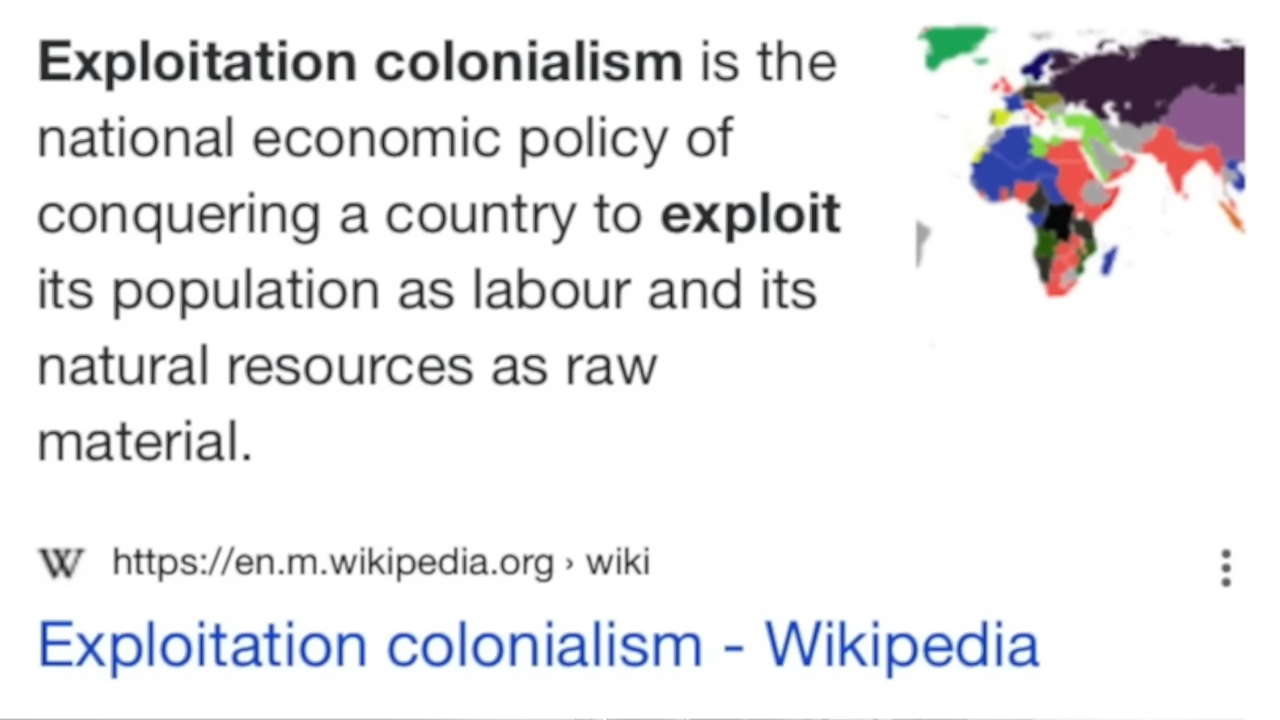 Exploitation colonialism is the
national economic policy of
conquering a country to exploit
its population as labour and its
natural resources as raw
material.
W https://en.m.wikipedia.org › wiki
Exploitation colonialism - Wikipedia